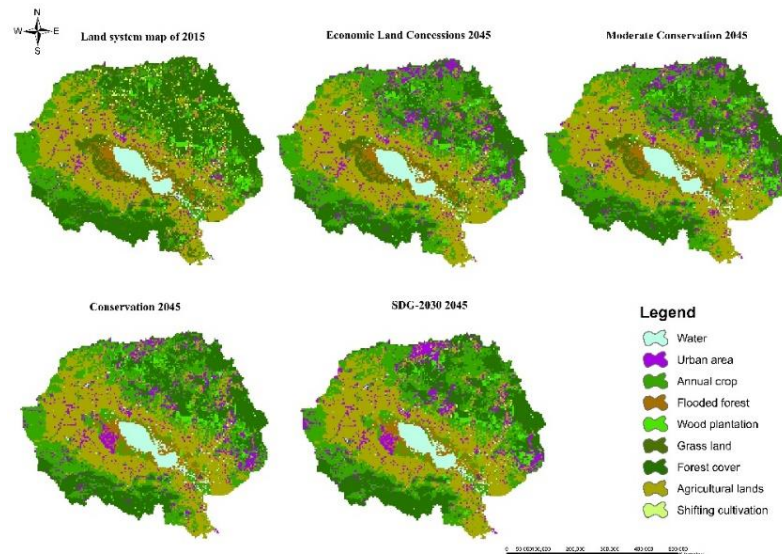 N
W E
S
Land system map of 2015
Economic Land Concessions 2045
Moderate Conservation 2045
Conservation 2045
SDG-2030 2045
Legend
Water
Urban area
Annual crop
Flooded forest
Wood plantation
Grass land
Forest cover
Agricultural lands
Shifting cultivation